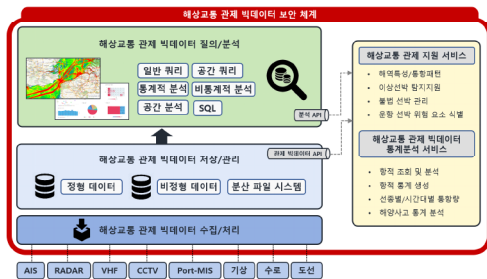 해상교통 관제 빅데이터 보안 체계
해상교통 관제 빅데이터 질의/분석
일반 쿼리
공간 쿼리
통계적 분석
비통계적 분석
공간 분석
SQL
분석 API
해상교통 관제 빅데이터 저장/관리
관제 빅데이터 API
정형 데이터
비정형 데이터
분산 파일 시스템
해상교통 관제 빅데이터 수집/처리
AIS
RADAR
VHF
CCTV
Port-MIS
기상
수로
도선
해상교통 관제 지원 서비스
• 해역특성/통항패턴
• 이상선박 탐지지원
• 불법 선박 관리
• 운항 선박 위험 요소 식별
해상교통 관제 빅데이터
통계분석 서비스
• 항적 조회 및 분석
• 항적 통계 생성
• 선종별/시간대별 통항량
• 해양사고 통계 분석